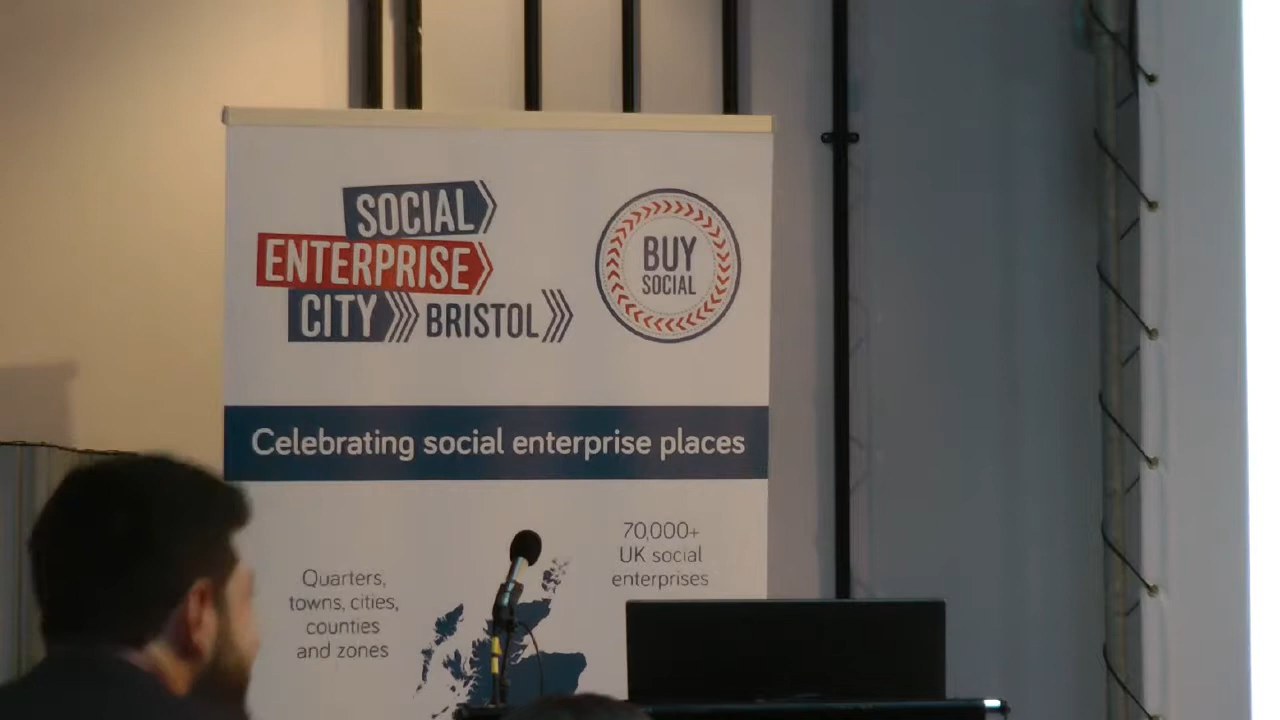 SOCIAL
ENTERPRISE
CITY BRISTOL
BUY
SOCIAL
Celebrating social enterprise places
Quarters,
towns, cities,
counties
and zones
70,000+
UK social
enterprises